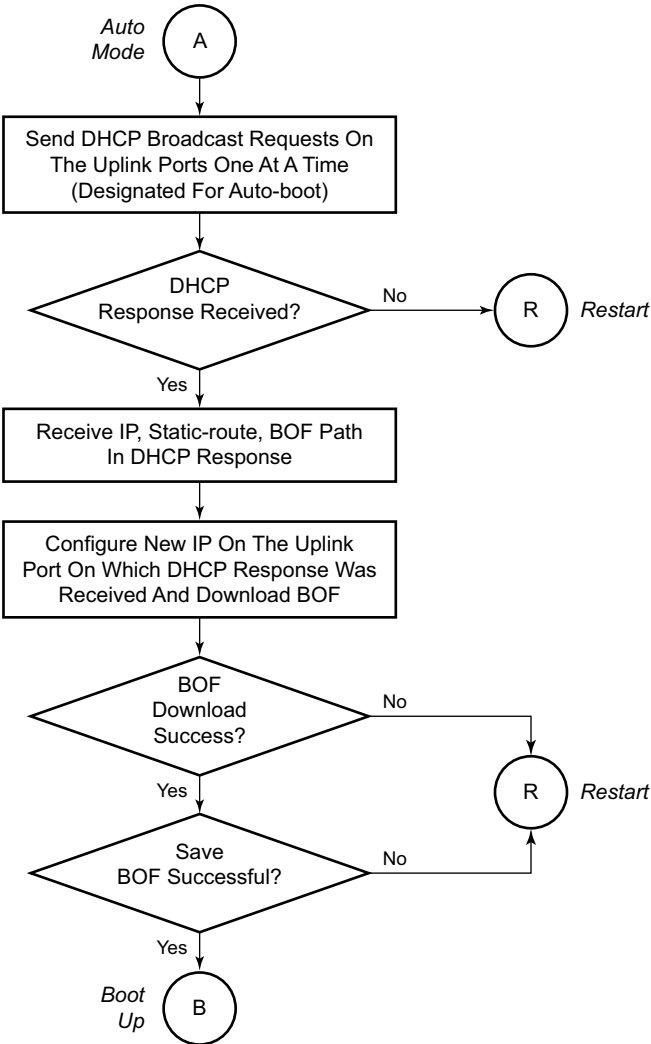 Auto
Mode
A
Send DHCP Broadcast Requests On
The Uplink Ports One At A Time
(Designated For Auto-boot)
DHCP
Response Received?
No
R
Restart
Yes
Receive IP, Static-route, BOF Path
In DHCP Response
Configure New IP On The Uplink
Port On Which DHCP Response Was
Received And Download BOF
BOF
Download
Success?
No
R
Restart
Yes
Save
BOF Successful?
No
Yes
Boot
Up
B